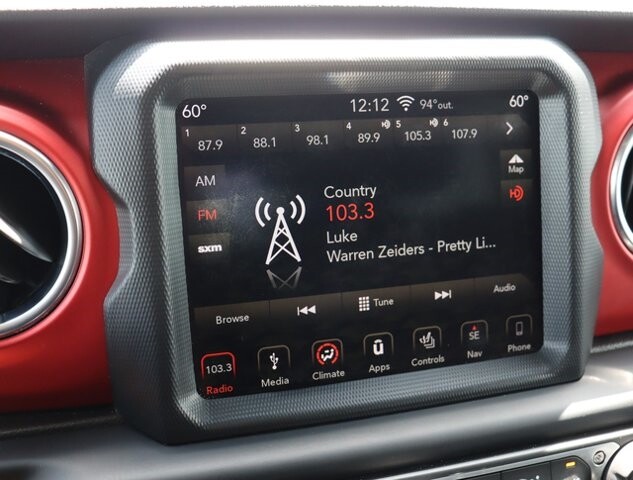 60° 12:12 94°out. 60°
1 87.9 2 88.1 3 98.1 4 89.9 5 105.3 6 107.9
AM
Map
Country
FM
103.3
Luke
sxm
Warren Zeiders - Pretty Li...
Browse Tune Audio
103.3 SE
Radio Media Climate Apps Controls Nav Phone